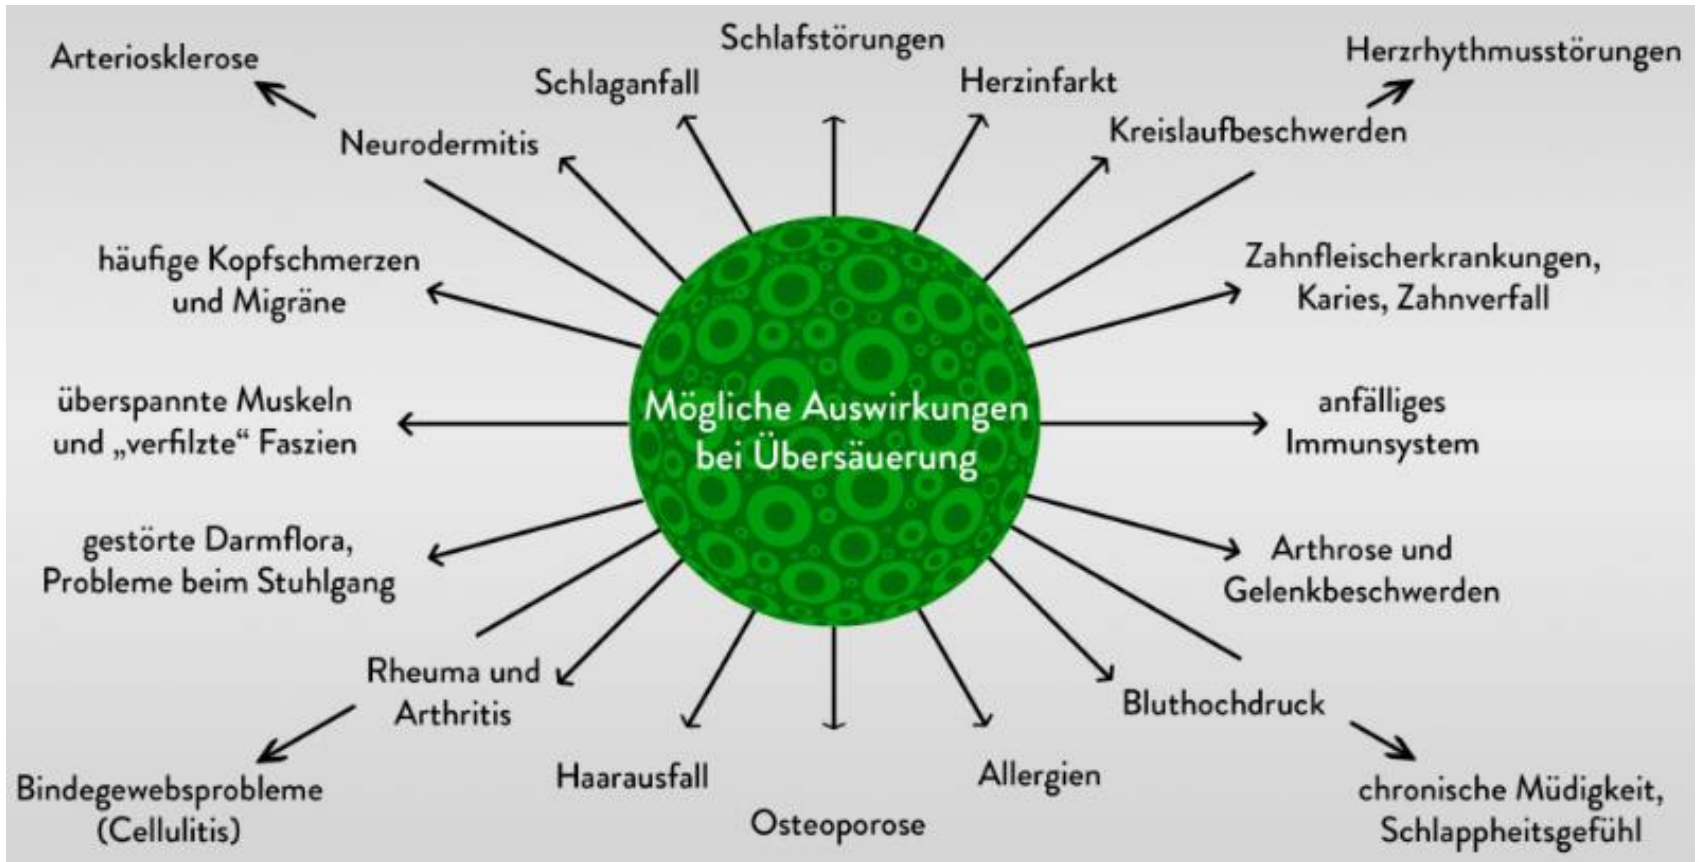 Schlafstörungen
Arteriosklerose
Herzrhythmusstörungen
Schlaganfall
Herzinfarkt
Neurodermitis
Kreislaufbeschwerden
häufige Kopfschmerzen
und Migräne
Zahnfleischerkrankungen,
Karies, Zahnverfall
überspannte Muskeln
und „verfilzte“ Faszien
Mögliche Auswirkungen
bei Übersäuerung
anfälliges
Immunsystem
gestörte Darmflora,
Probleme beim Stuhlgang
Arthrose und
Gelenkbeschwerden
Rheuma und
Arthritis
Bluthochdruck
Bindegewebsprobleme
(Cellulitis)
Haarausfall
Osteoporose
Allergien
chronische Müdigkeit,
Schlappheitsgefühl